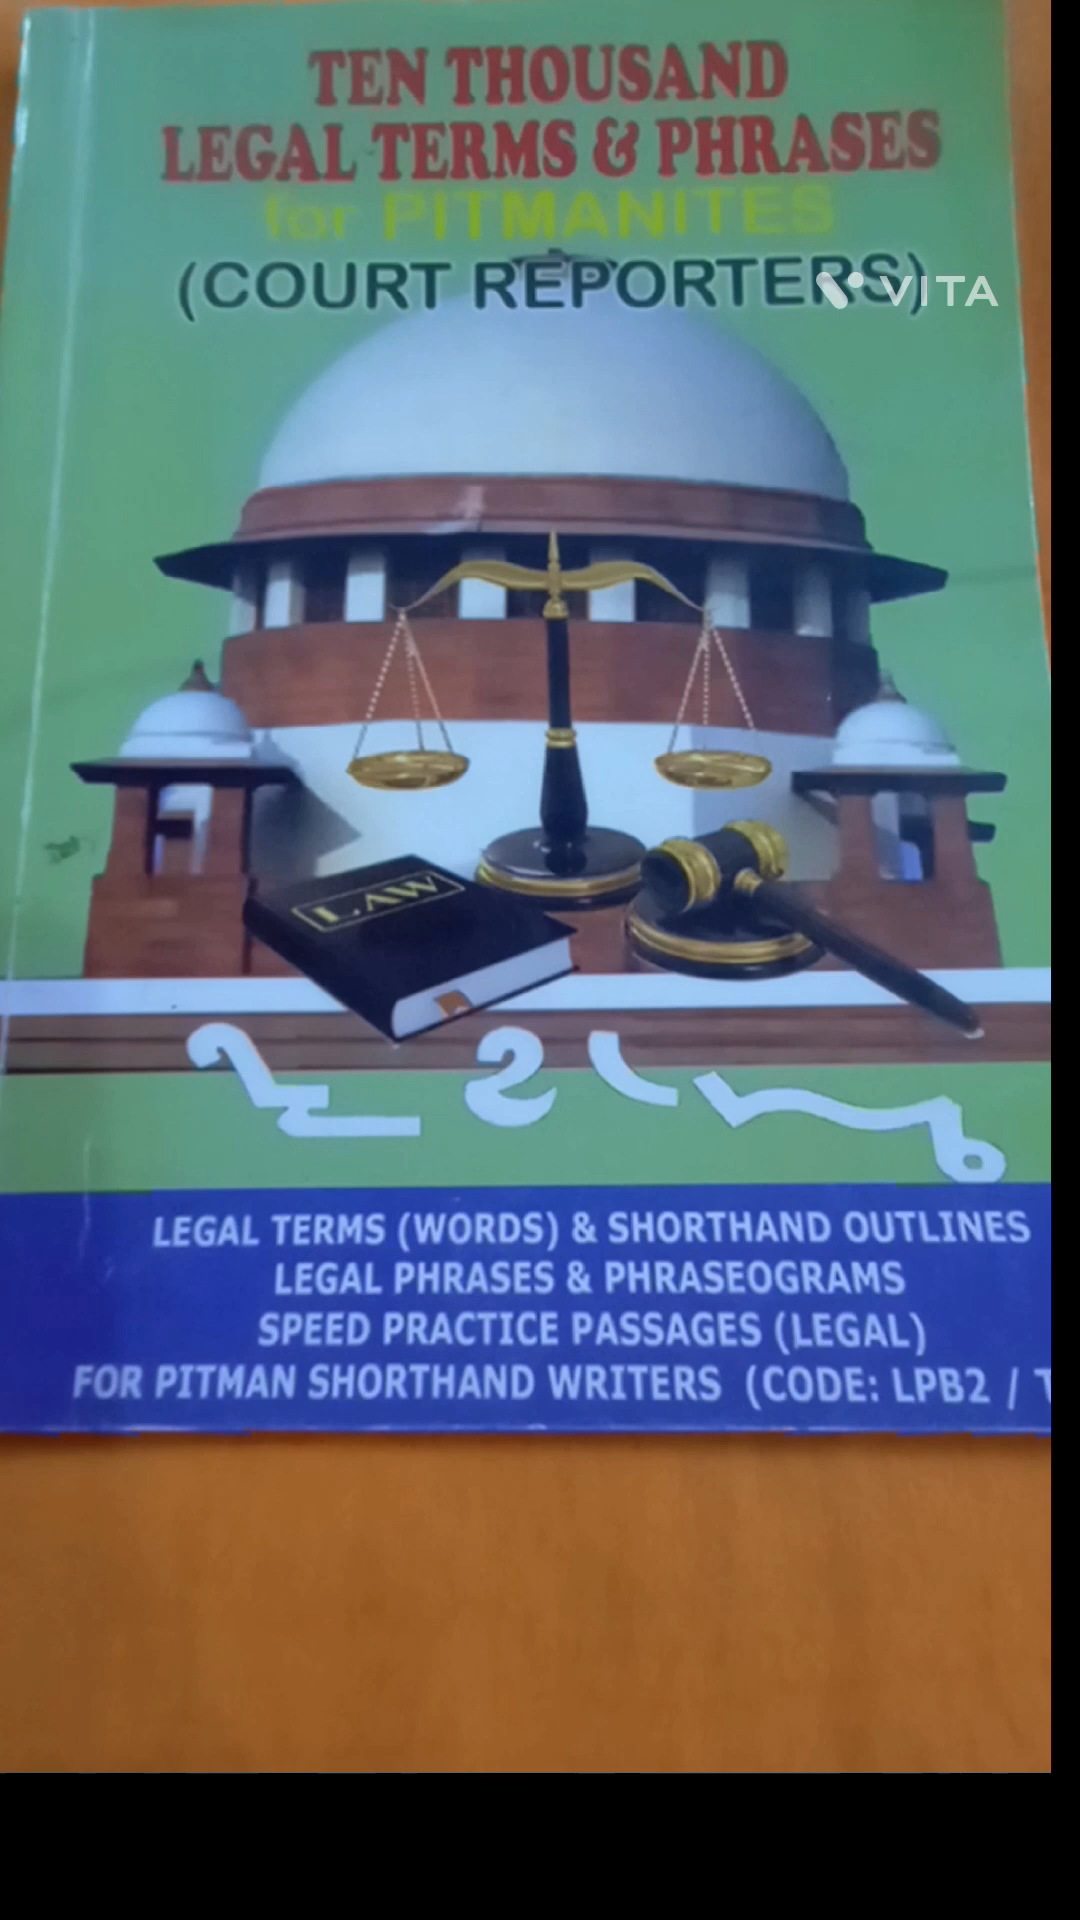 TEN THOUSAND
LEGAL TERMS & PHRASES
for PITMANITES
(COURT REPORTERS)
VITA
LAW
LEGAL TERMS (WORDS) & SHORTHAND OUTLINES
LEGAL PHRASES & PHRASEOGRAMS
SPEED PRACTICE PASSAGES (LEGAL)
FOR PITMAN SHORTHAND WRITERS (CODE: LPB2 / T